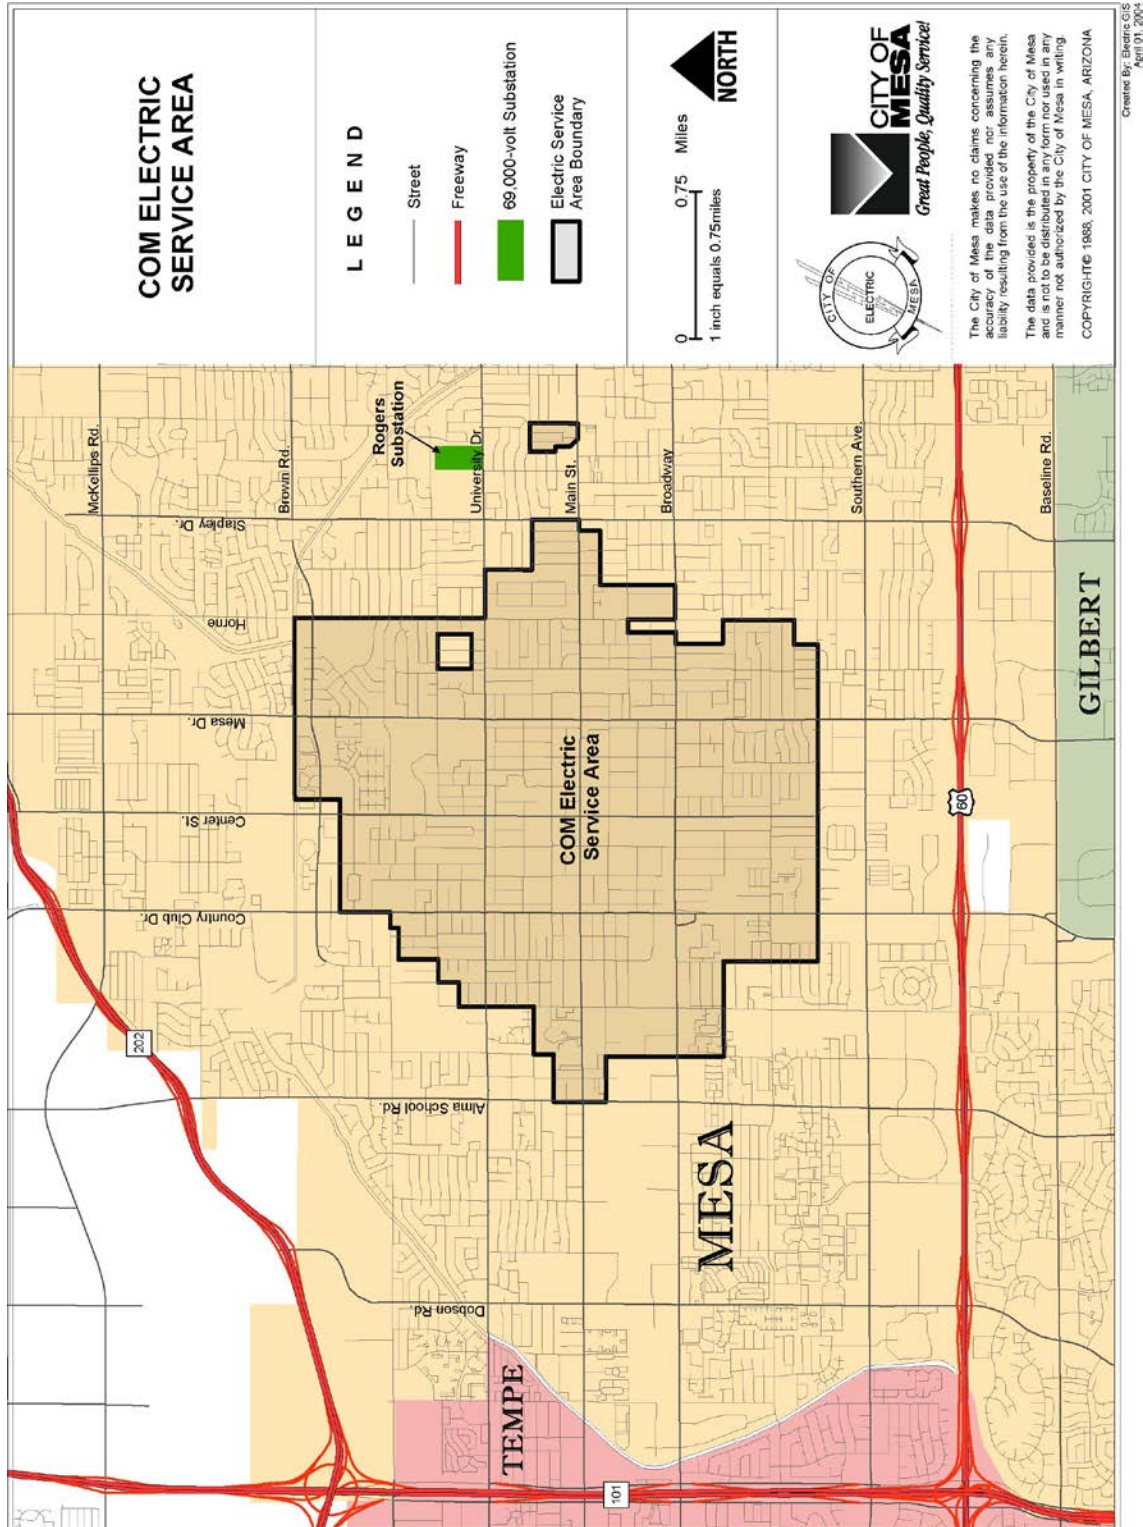 COM ELECTRIC
SERVICE AREA
LEGEND
Street
Freeway
69,000-volt Substation
Electric Service
Area Boundary
0
0.75 Miles
1 inch equals 0.75miles
NORTH
CITY OF
MESA
ELECTRIC
CITY OF
MESA
Great People, Quality Service!
The City of Mesa makes no claims concerning the
accuracy of the data provided nor assumes any
liability resulting from the use of the information herein.
The data provided is the property of the City of Mesa
and is not to be distributed in any form nor used in any
manner not authorized by the City of Mesa in writing.
COPYRIGHT© 1988, 2001 CITY OF MESA, ARIZONA
Created By: Electric GIS
April 01, 2004
McKellips Rd.
Brown Rd.
Rogers
Substation
University Dr.
Main St.
Broadway
Southern Ave.
Baseline Rd.
Stapley Dr.
Horne
Mesa Dr.
Center St.
Country Club Dr.
Alma School Rd.
Dobson Rd.
COM Electric
Service Area
GILBERT
MESA
TEMPE
202
60
101